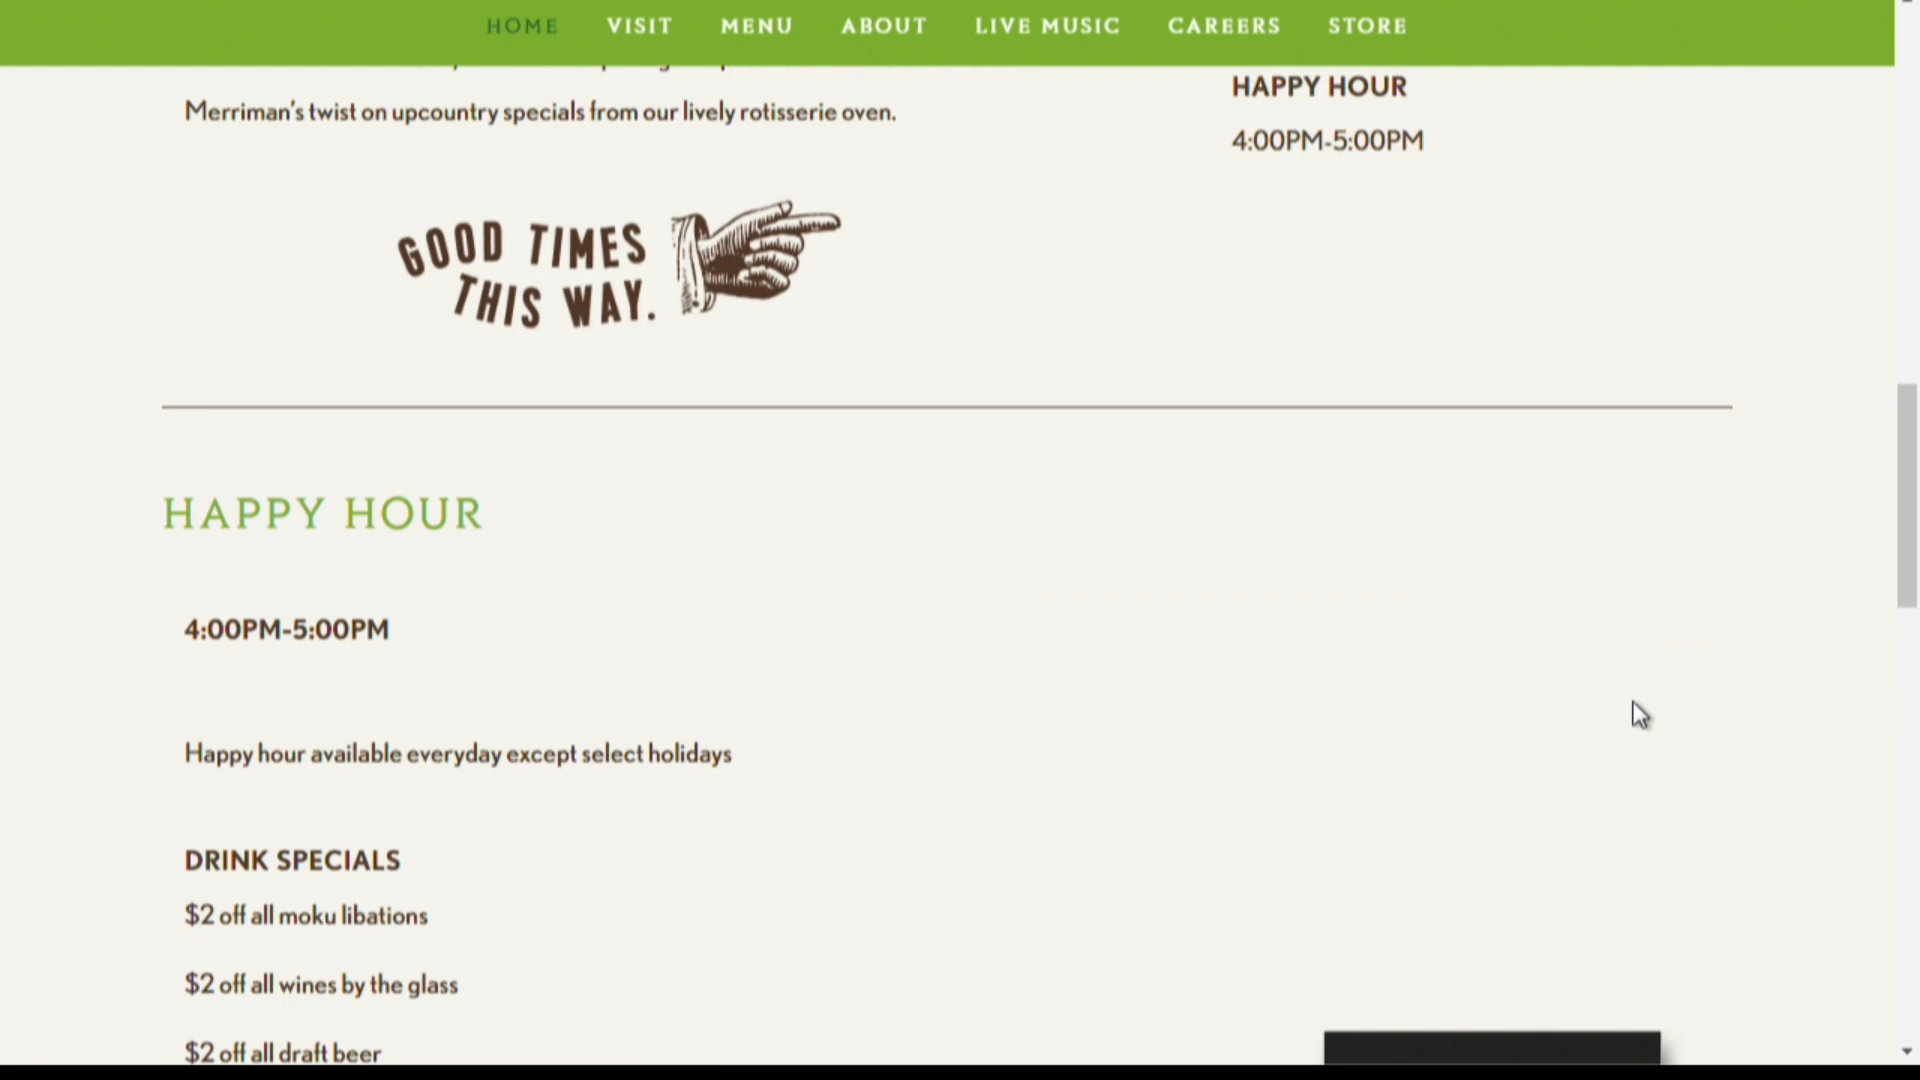 HOME VISIT MENU ABOUT LIVE MUSIC CAREERS STORE
HAPPY HOUR
Merriman's twist on upcountry specials from our lively rotisserie oven.
4:00PM-5:00PM
GOOD TIMES
THIS WAY.
HAPPY HOUR
4:00PM-5:00PM
Happy hour available everyday except select holidays
DRINK SPECIALS
$2 off all moku libations
$2 off all wines by the glass
$2 off all draft beer